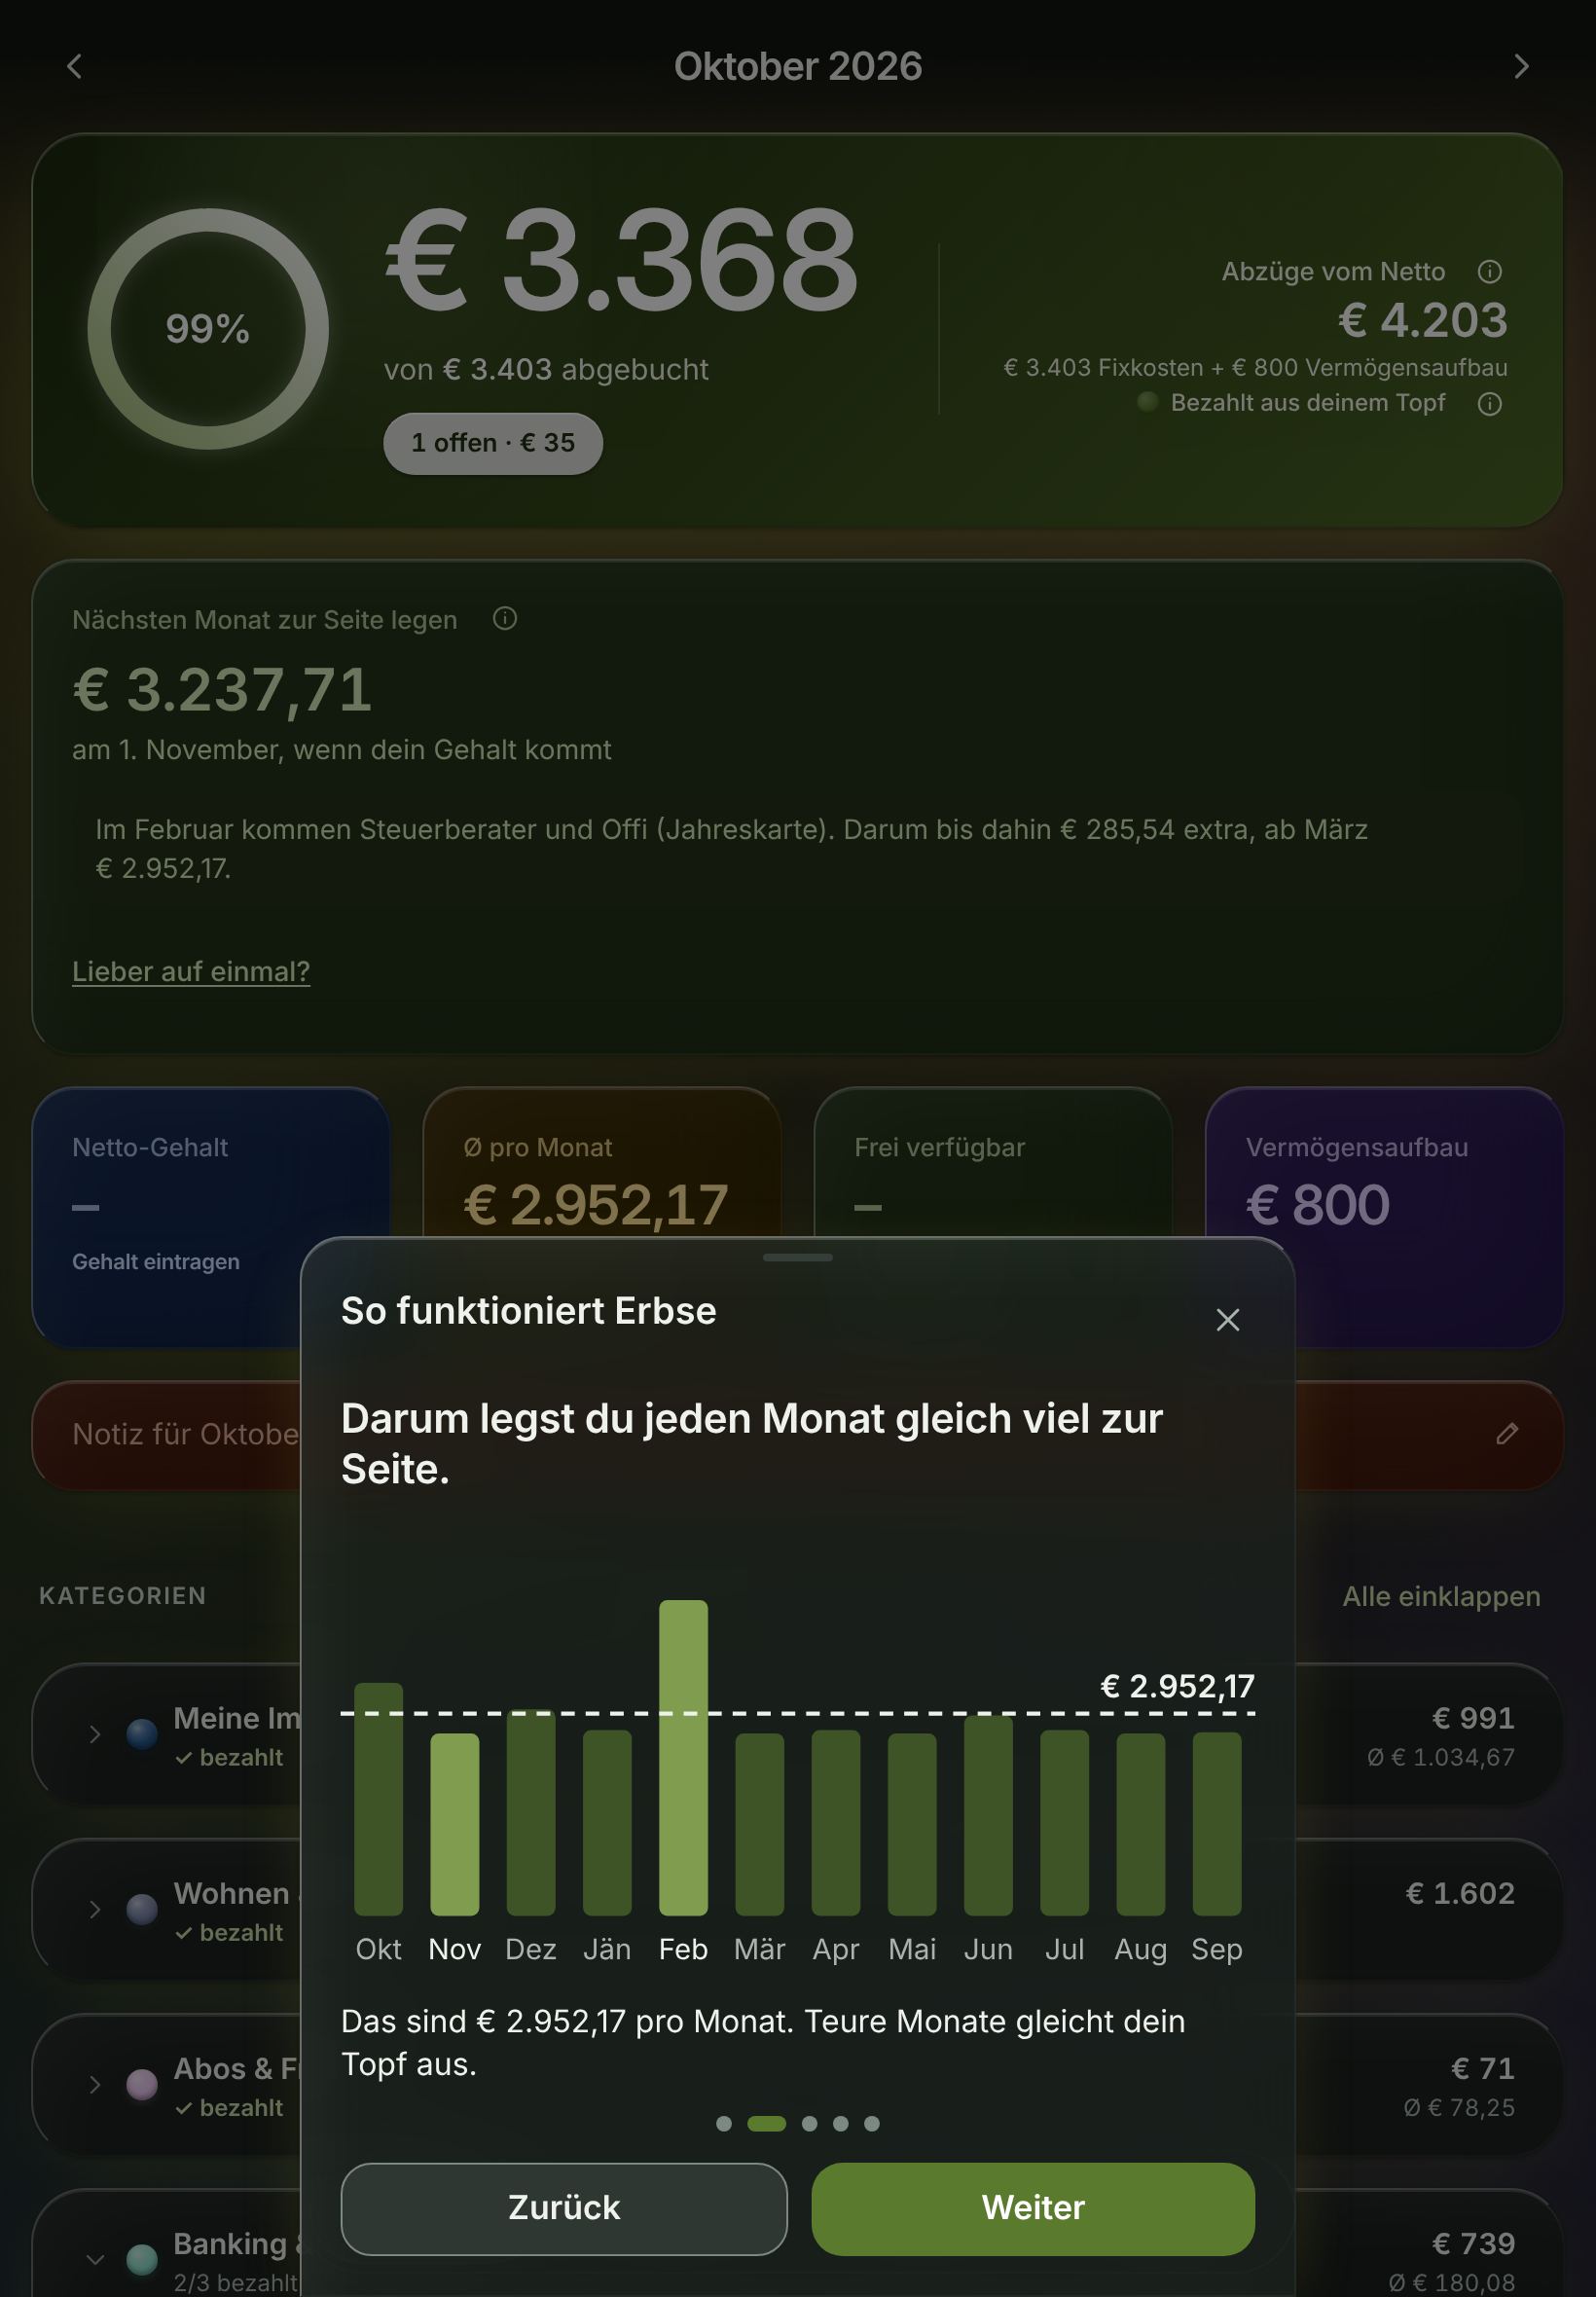 Oktober 2026
99%
€ 3.368
von € 3.403 abgebucht
1 offen · € 35
Abzüge vom Netto
€ 4.203
€ 3.403 Fixkosten + € 800 Vermögensaufbau
Bezahlt aus deinem Topf
Nächsten Monat zur Seite legen
€ 3.237,71
am 1. November, wenn dein Gehalt kommt
Im Februar kommen Steuerberater und Offi (Jahreskarte). Darum bis dahin € 285,54 extra, ab März
€ 2.952,17.
Lieber auf einmal?
Netto-Gehalt
–
Gehalt eintragen
Ø pro Monat
€ 2.952,17
Frei verfügbar
–
Vermögensaufbau
€ 800
Notiz für Oktobe
KATEGORIEN
Alle einklappen
Meine Im
✓ bezahlt
€ 991
Ø € 1.034,67
Wohnen
✓ bezahlt
€ 1.602
Abos & F
✓ bezahlt
€ 71
Ø € 78,25
Banking &
2/3 bezahlt
€ 739
Ø € 180,08
So funktioniert Erbse
Darum legst du jeden Monat gleich viel zur
Seite.
€ 2.952,17
Okt Nov Dez Jän Feb Mär Apr Mai Jun Jul Aug Sep
Das sind € 2.952,17 pro Monat. Teure Monate gleicht dein
Topf aus.
Zurück
Weiter